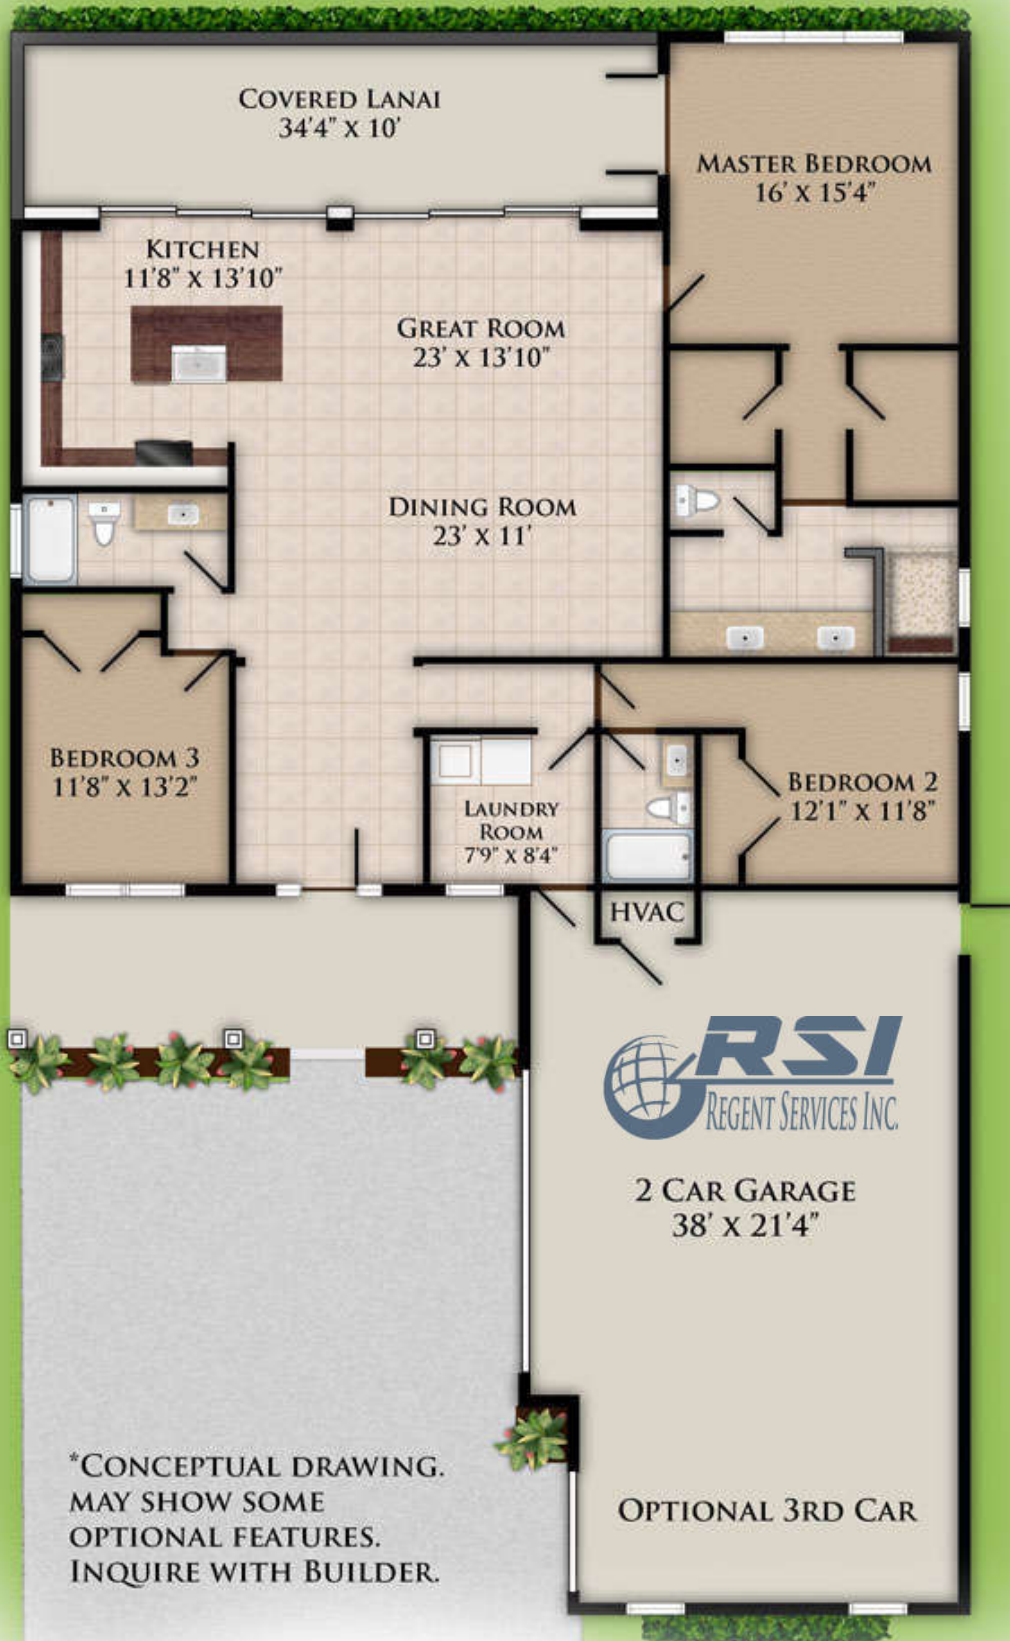 Covered Lanai
34'4" x 10'
Master Bedroom
16' x 15'4"
Kitchen
11'8" x 13'10"
Great Room
23' x 13'10"
Dining Room
23' x 11'
Bedroom 3
11'8" x 13'2"
Laundry
Room
7'9" x 8'4"
Bedroom 2
12'1" x 11'8"
HVAC
RSI
Regent Services Inc.
2 Car Garage
38' x 21'4"
Optional 3rd Car
*Conceptual drawing.
may show some
optional features.
Inquire with Builder.